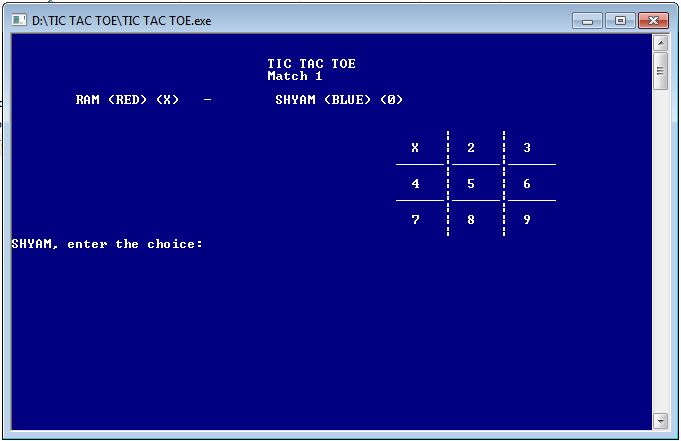 D:\TIC TAC TOE\TIC TAC TOE.exe
TIC TAC TOE
Match 1
RAM (RED) (X) - SHYAM (BLUE) (0)
X 2 3
4 5 6
7 8 9
SHYAM, enter the choice: